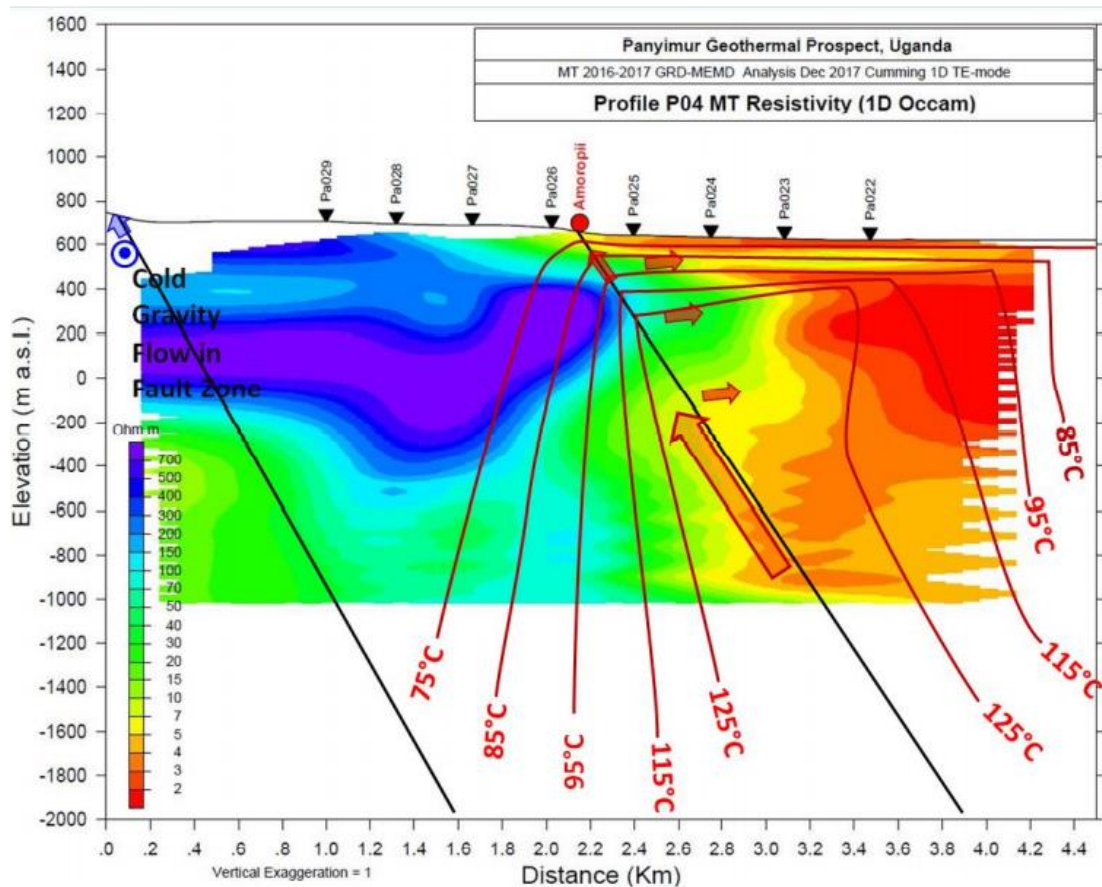 Panyimur Geothermal Prospect, Uganda
MT 2016-2017 GRD-MEMD Analysis Dec 2017 Cumming 1D TE-mode
Profile P04 MT Resistivity (1D Occam)
1600
1400
1200
1000
800
600
400
200
0
-200
-400
-600
-800
-1000
-1200
-1400
-1600
-1800
-2000
Elevation (m a.s.l.)
Pa029
Pa028
Pa027
Pa026
Amoropii
Pa025
Pa024
Pa023
Pa022
Cold
Gravity
Flow in
Fault Zone
Ohm m
700
500
400
300
200
150
100
70
50
40
30
20
15
10
7
5
4
3
2
75°C
85°C
95°C
115°C
125°C
125°C
115°C
95°C
85°C
.0 .2 .4 .6 .8 1.0 1.2 1.4 1.6 1.8 2.0 2.2 2.4 2.6 2.8 3.0 3.2 3.4 3.6 3.8 4.0 4.2 4.4
Vertical Exaggeration = 1
Distance (Km)